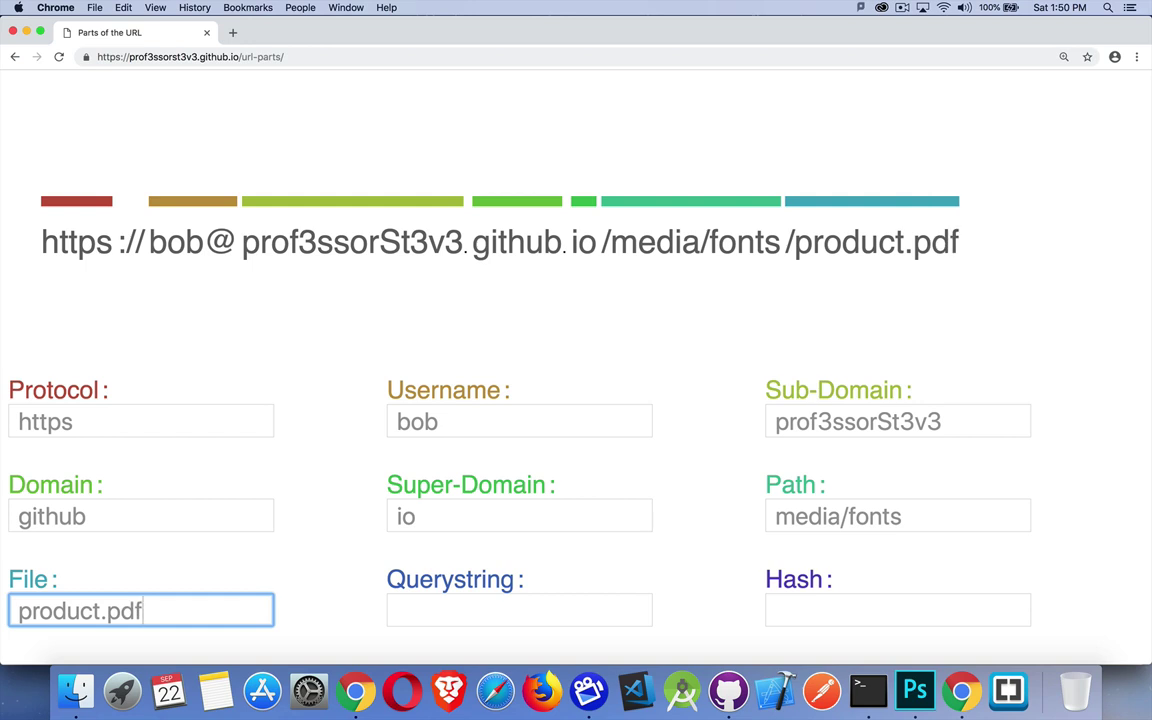 Chrome File Edit View History Bookmarks People Window Help 100% Sat 1:50 PM
Parts of the URL
https://prof3ssorst3v3.github.io/url-parts/
https :// bob@ prof3ssorSt3v3. github. io /media/fonts /product.pdf
Protocol : Username : Sub-Domain :
https bob prof3ssorSt3v3
Domain : Super-Domain : Path :
github io media/fonts
File : Querystring : Hash :
product.pdf
SEP
22
>_ Ps